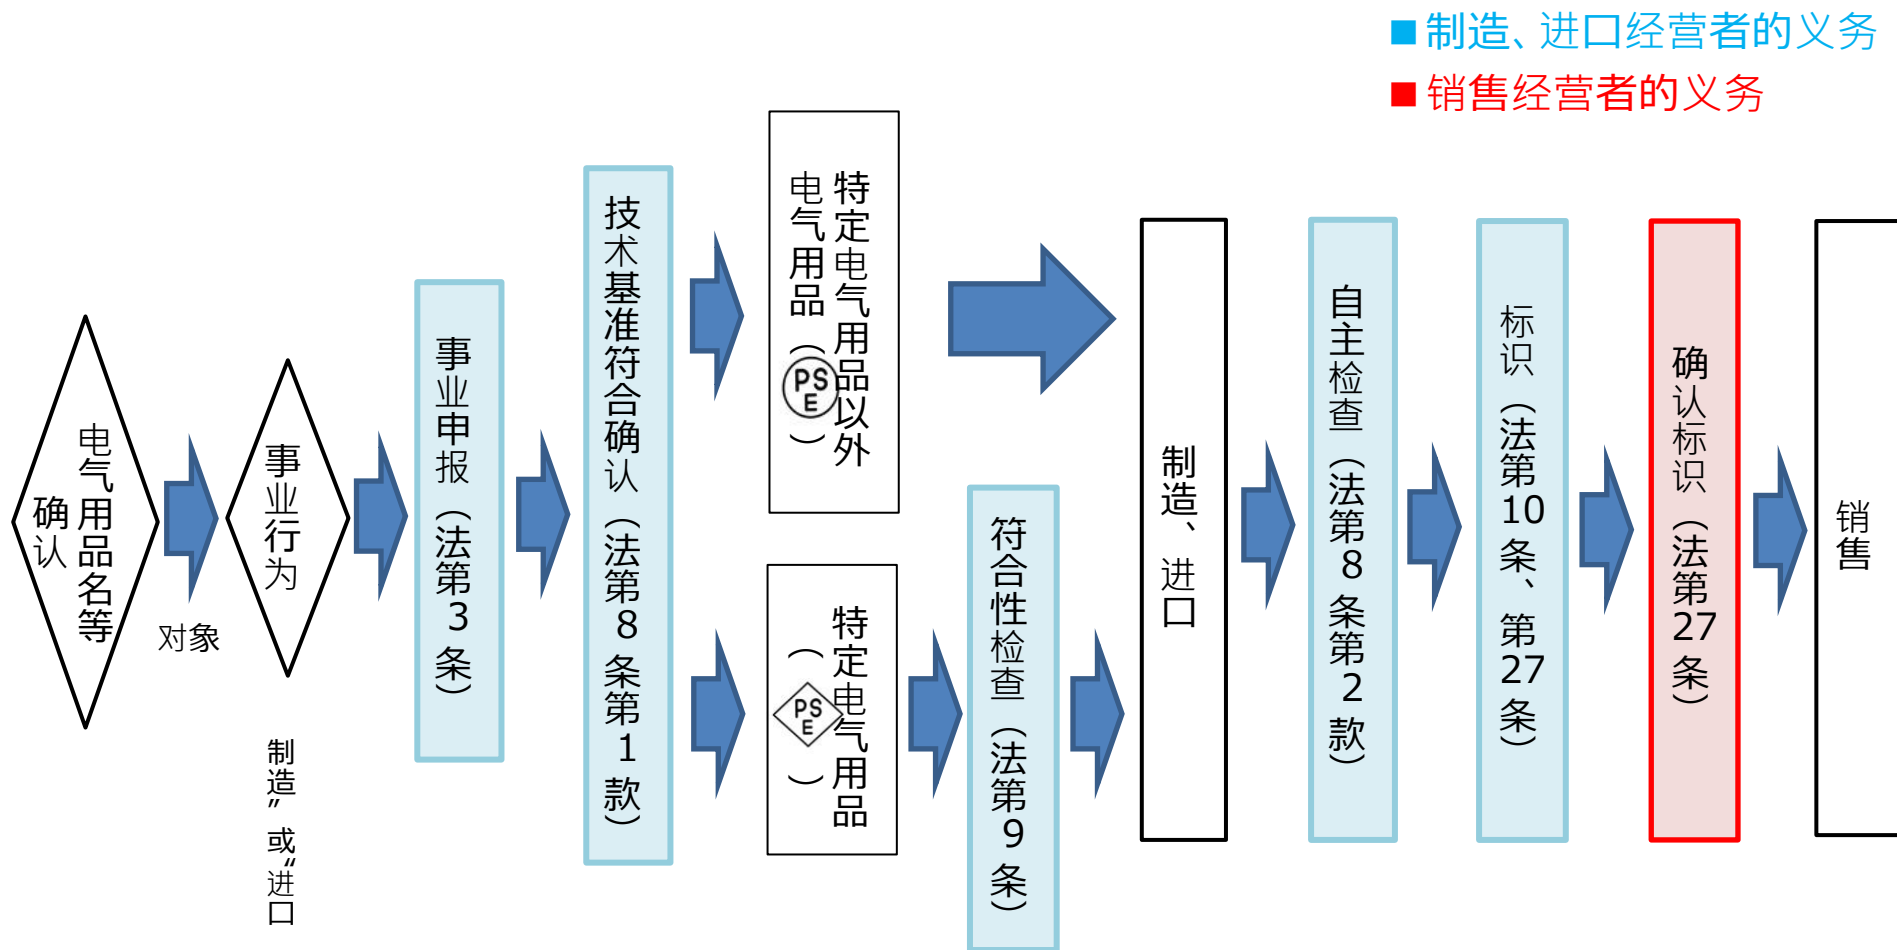 ■ 制造、进口经营者的义务
■ 销售经营者的义务
电气用品名等
确认
对象
事业行为
制造”或“进口
事业申报（法第3条）
技术基准符合确认（法第8条第1款）
特定电气用品以外
电气用品（PSE）
特定电气用品
（PSE）
符合性检查（法第9条）
制造、进口
自主检查（法第8条第2款）
标识（法第10条、第27条）
确认标识（法第27条）
销售